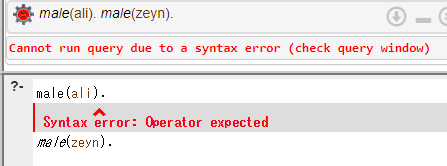 male(ali). male(zeyn).
Cannot run query due to a syntax error (check query window)
?- male(ali).
Syntax error: Operator expected
male(zeyn).